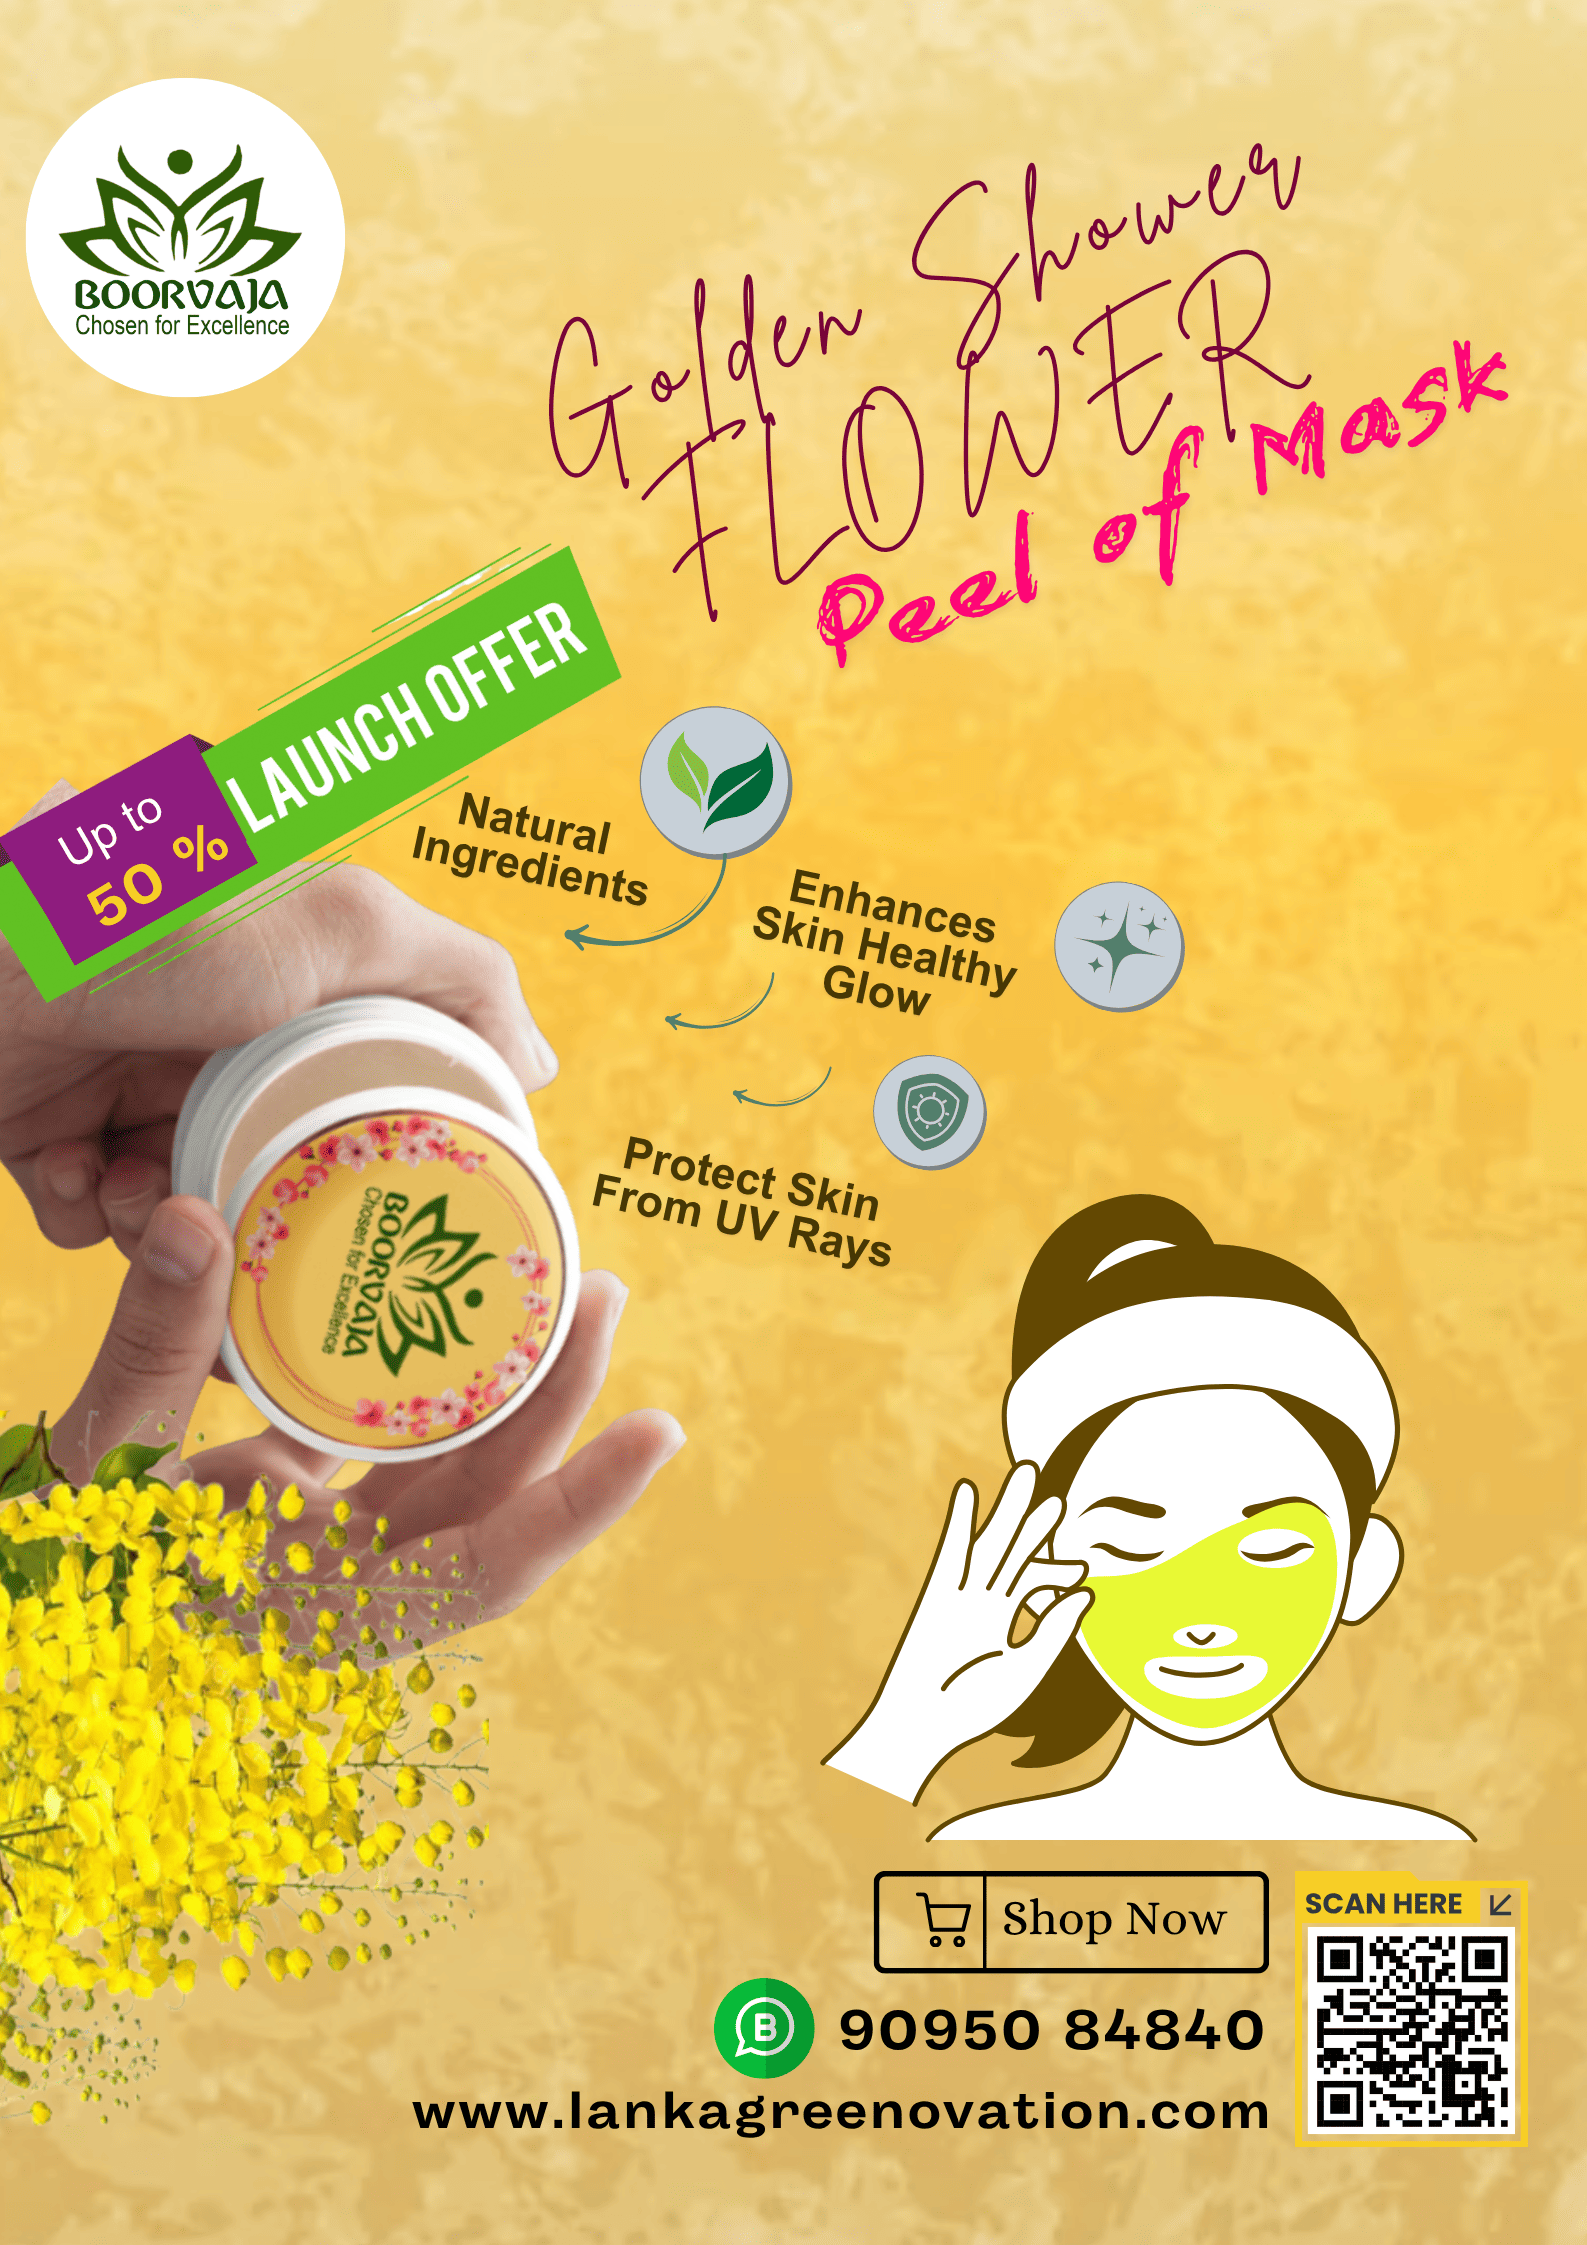 BOORVAJA
Chosen for Excellence
Golden Shower
FLOWER
Peel of Mask
LAUNCH OFFER
Up to
50 %
Natural
Ingredients
Enhances
Skin Healthy
Glow
Protect Skin
From UV Rays
BOORVAJA
Chosen for Excellence
Shop Now
SCAN HERE
B
90950 84840
www.lankagreenovation.com